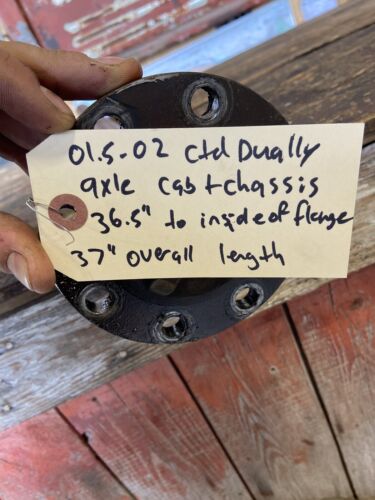 01.5-02 ctd Dually
axle cab+chassis
36.5" to inside of flange
37" overall length